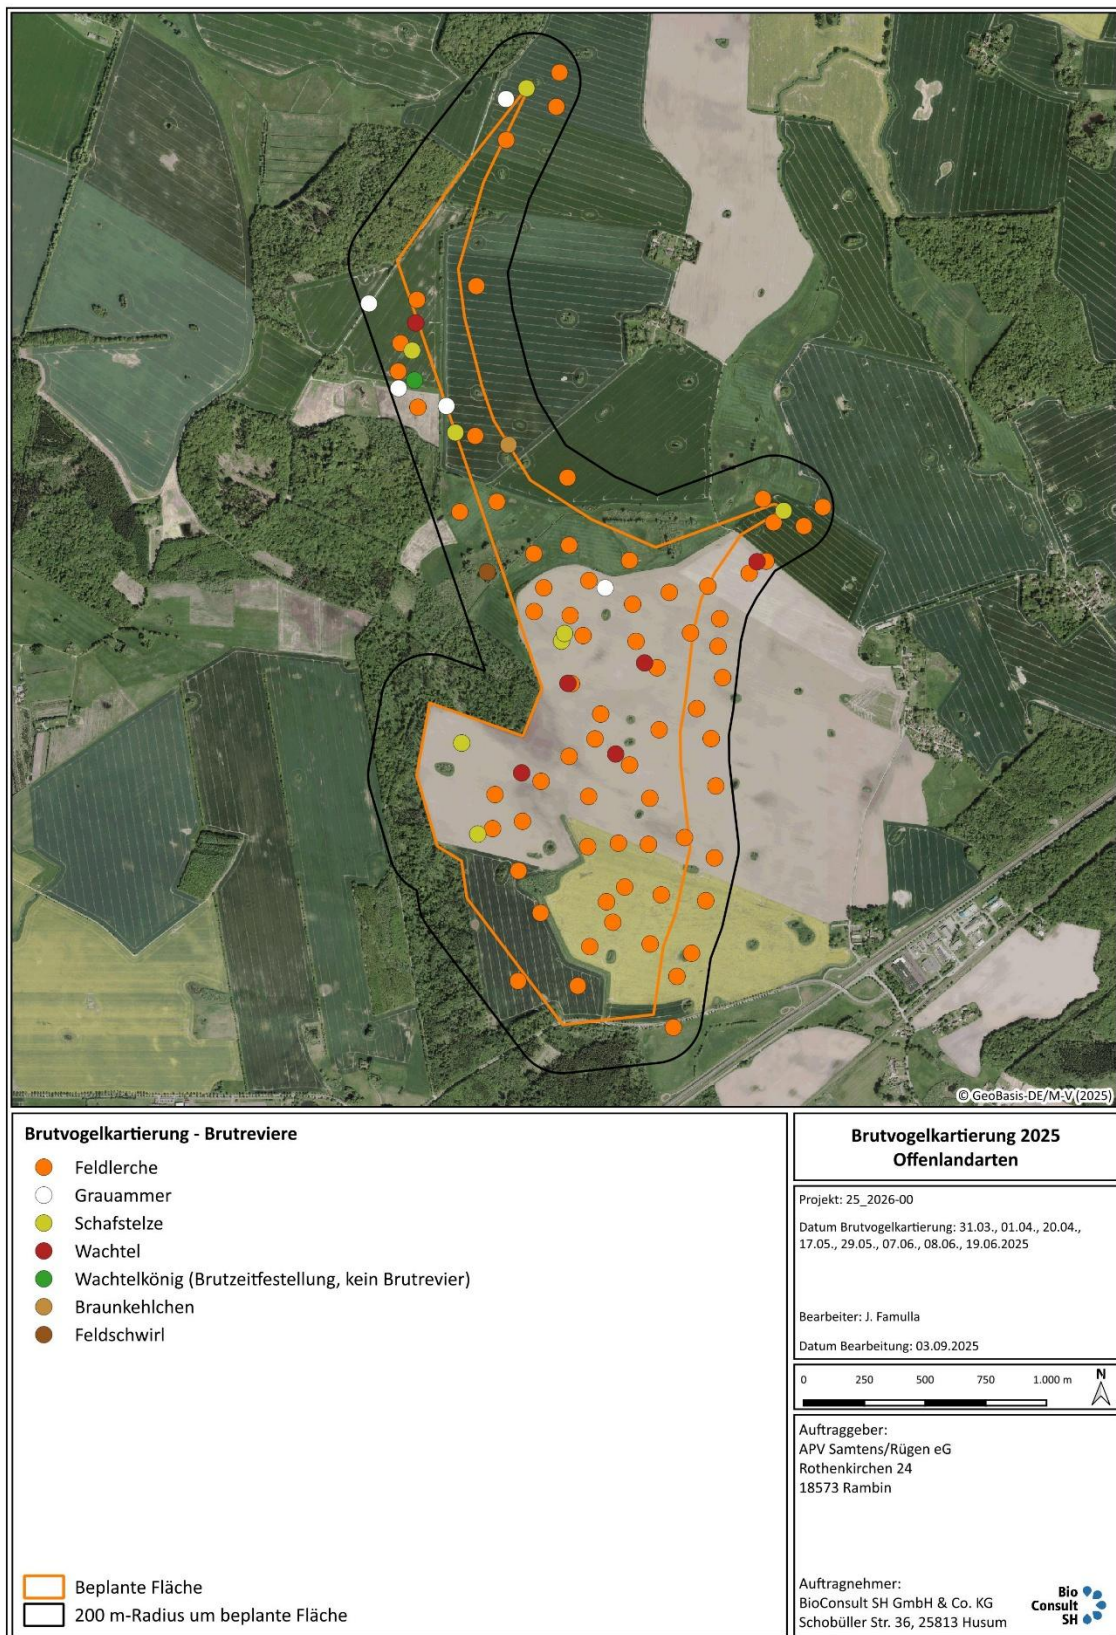 © GeoBasis-DE/M-V (2025)
Brutvogelkartierung - Brutreviere
Feldlerche
Grauammer
Schafstelze
Wachtel
Wachtelkönig (Brutzeitfestellung, kein Brutrevier)
Braunkehlchen
Feldschwirl
Beplante Fläche
200 m-Radius um beplante Fläche
Brutvogelkartierung 2025
Offenlandarten
Projekt: 25_2026-00
Datum Brutvogelkartierung: 31.03., 01.04., 20.04.,
17.05., 29.05., 07.06., 08.06., 19.06.2025
Bearbeiter: J. Famulla
Datum Bearbeitung: 03.09.2025
0 250 500 750 1.000 m
N
Auftraggeber:
APV Samtens/Rügen eG
Rothenkirchen 24
18573 Rambin
Auftragnehmer:
BioConsult SH GmbH & Co. KG
Schobüller Str. 36, 25813 Husum
Bio
Consult
SH